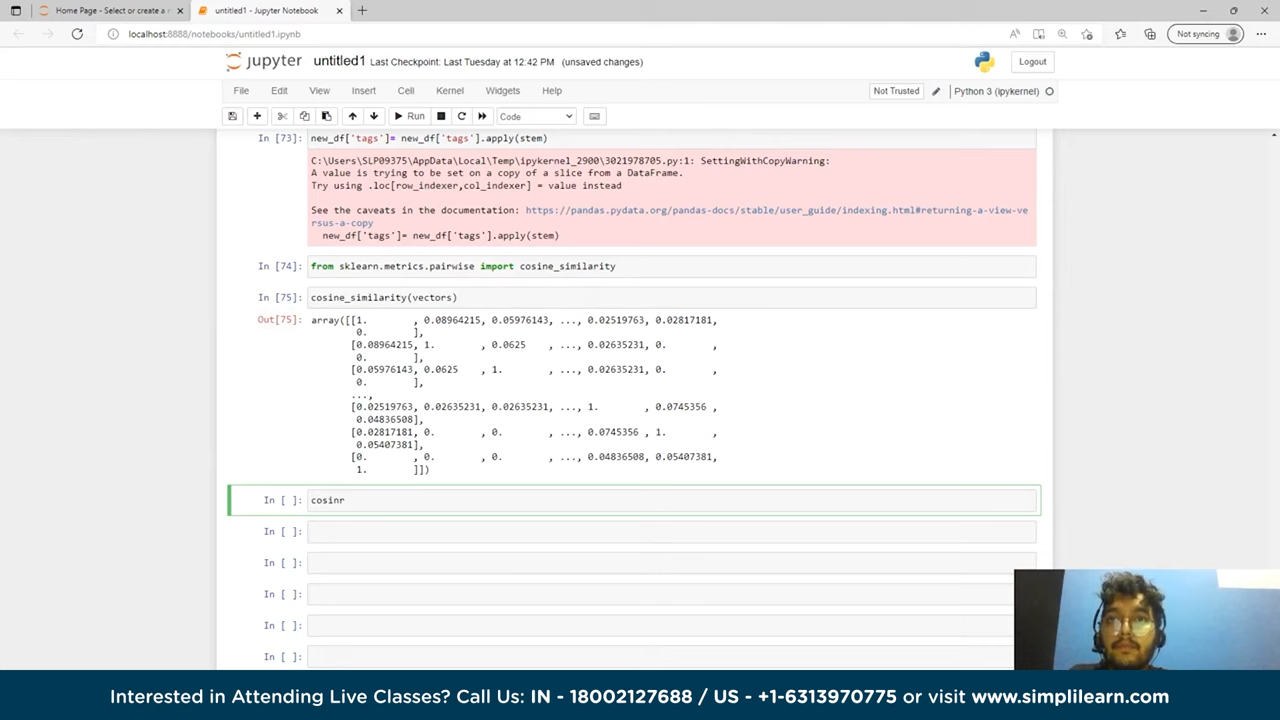 Home Page - Select or create a n
untitled1 - Jupyter Notebook
localhost:8888/notebooks/untitled1.ipynb
Not syncing
jupyter untitled1 Last Checkpoint: Last Tuesday at 12:42 PM (unsaved changes)
Logout
File Edit View Insert Cell Kernel Widgets Help
Not Trusted
Python 3 (ipykernel)
Run
Code
In [73]: new_df['tags']= new_df['tags'].apply(stem)
C:\Users\SLP09375\AppData\Local\Temp\ipykernel_2900\3021978705.py:1: SettingWithCopyWarning:
A value is trying to be set on a copy of a slice from a DataFrame.
Try using .loc[row_indexer,col_indexer] = value instead
See the caveats in the documentation: https://pandas.pydata.org/pandas-docs/stable/user_guide/indexing.html#returning-a-view-ve
rsus-a-copy
new_df['tags']= new_df['tags'].apply(stem)
In [74]: from sklearn.metrics.pairwise import cosine_similarity
In [75]: cosine_similarity(vectors)
Out[75]: array([[1. , 0.08964215, 0.05976143, ..., 0.02519763, 0.02817181,
0. ],
[0.08964215, 1. , 0.0625 , ..., 0.02635231, 0. ,
0. ],
[0.05976143, 0.0625 , 1. , ..., 0.02635231, 0. ,
0. ],
...,
[0.02519763, 0.02635231, 0.02635231, ..., 1. , 0.0745356 ,
0.04836508],
[0.02817181, 0. , 0. , ..., 0.0745356 , 1. ,
0.05407381],
[0. , 0. , 0. , ..., 0.04836508, 0.05407381,
1. ]])
In [ ]: cosinr
In [ ]:
In [ ]:
In [ ]:
In [ ]:
In [ ]:
Interested in Attending Live Classes? Call Us: IN - 18002127688 / US - +1-6313970775 or visit www.simplilearn.com